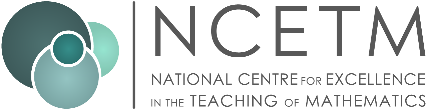 NCETM
NATIONAL CENTRE FOR EXCELLENCE
IN THE TEACHING OF MATHEMATICS